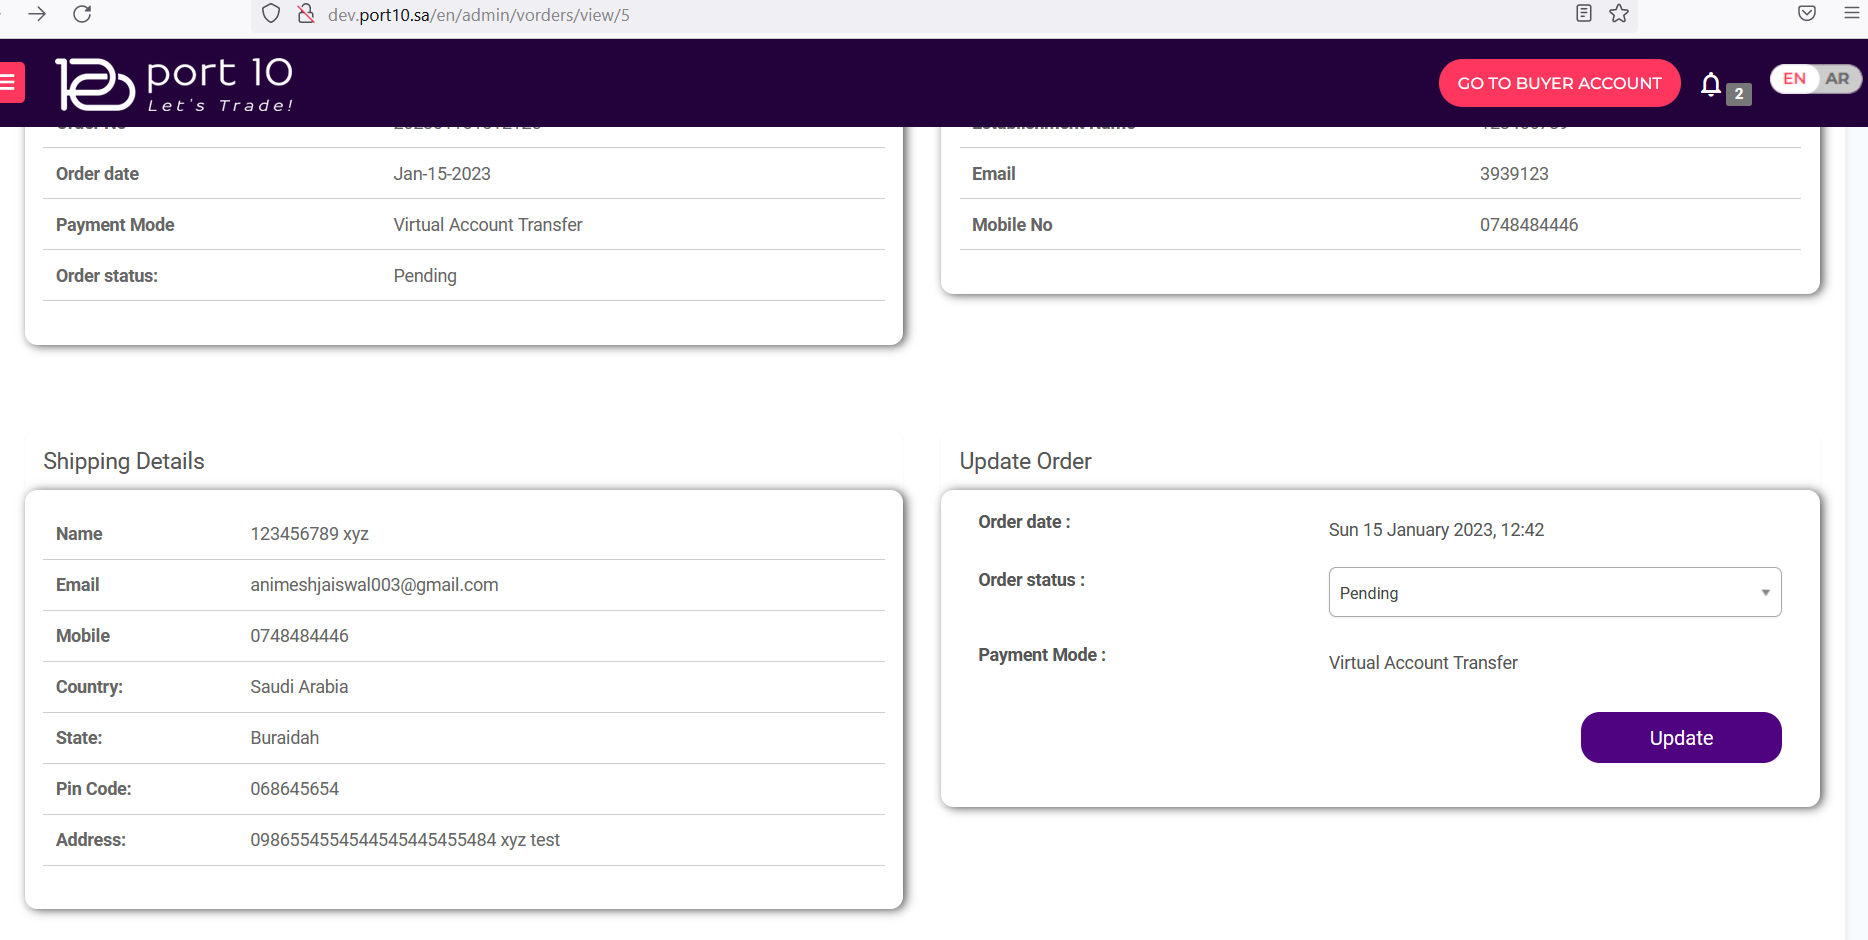 dev.port10.sa/en/admin/vorders/view/5
port 10
Let's Trade!
GO TO BUYER ACCOUNT
2
EN AR
Order date Jan-15-2023
Payment Mode Virtual Account Transfer
Order status: Pending
Establishment Name
Email 3939123
Mobile No 0748484446
Shipping Details
Name 123456789 xyz
Email animeshjaiswal003@gmail.com
Mobile 0748484446
Country: Saudi Arabia
State: Buraidah
Pin Code: 068645654
Address: 0986554554544545445455484 xyz test
Update Order
Order date : Sun 15 January 2023, 12:42
Order status : Pending
Payment Mode : Virtual Account Transfer
Update